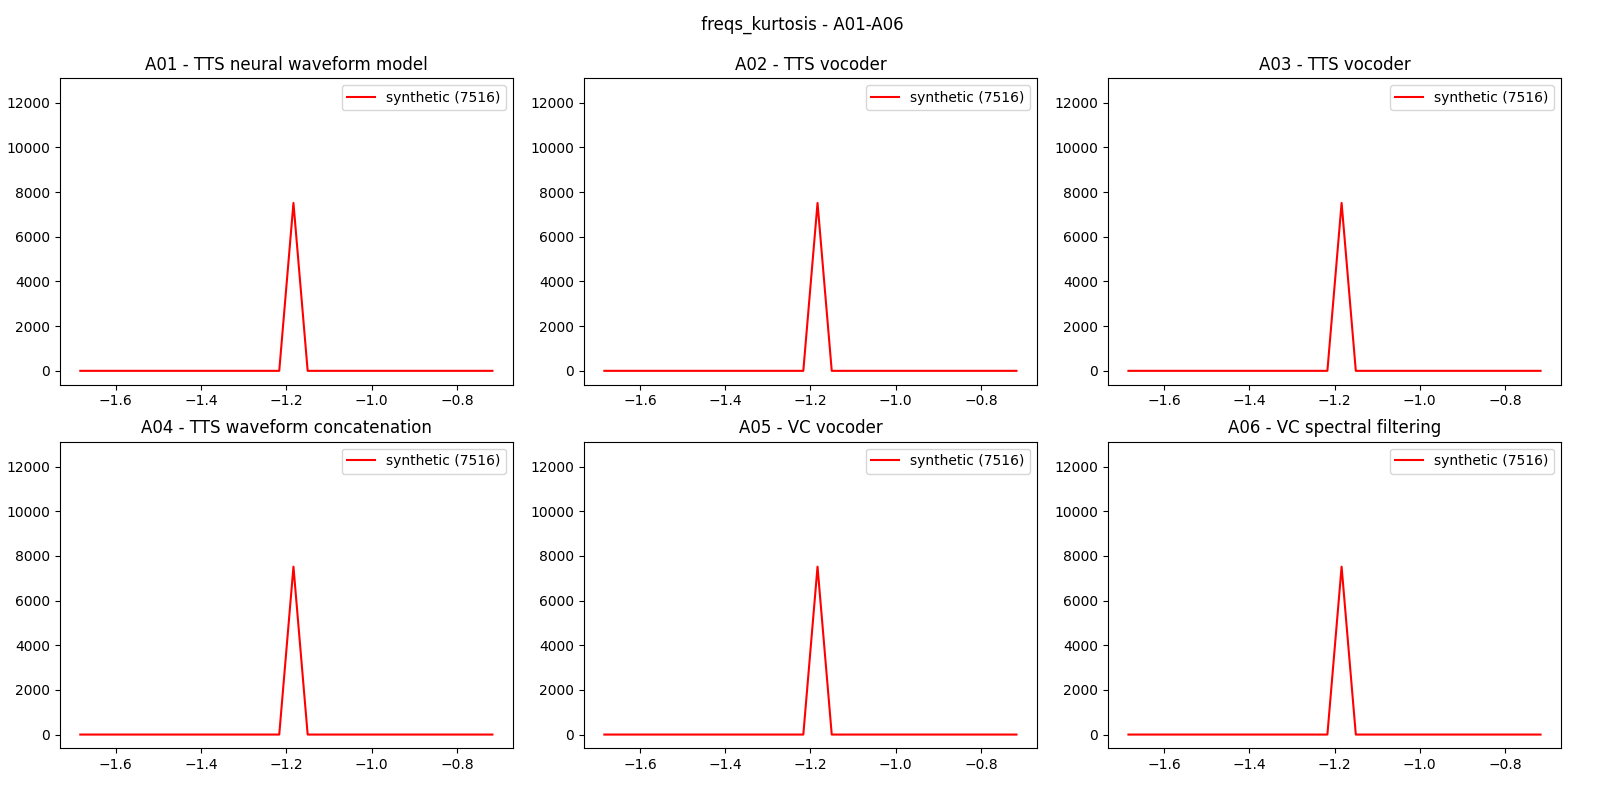 freqs_kurtosis - A01-A06
A01 - TTS neural waveform model
synthetic (7516)
12000
10000
8000
6000
4000
2000
0
−1.6 −1.4 −1.2 −1.0 −0.8
A02 - TTS vocoder
synthetic (7516)
12000
10000
8000
6000
4000
2000
0
−1.6 −1.4 −1.2 −1.0 −0.8
A03 - TTS vocoder
synthetic (7516)
12000
10000
8000
6000
4000
2000
0
−1.6 −1.4 −1.2 −1.0 −0.8
A04 - TTS waveform concatenation
synthetic (7516)
12000
10000
8000
6000
4000
2000
0
−1.6 −1.4 −1.2 −1.0 −0.8
A05 - VC vocoder
synthetic (7516)
12000
10000
8000
6000
4000
2000
0
−1.6 −1.4 −1.2 −1.0 −0.8
A06 - VC spectral filtering
synthetic (7516)
12000
10000
8000
6000
4000
2000
0
−1.6 −1.4 −1.2 −1.0 −0.8